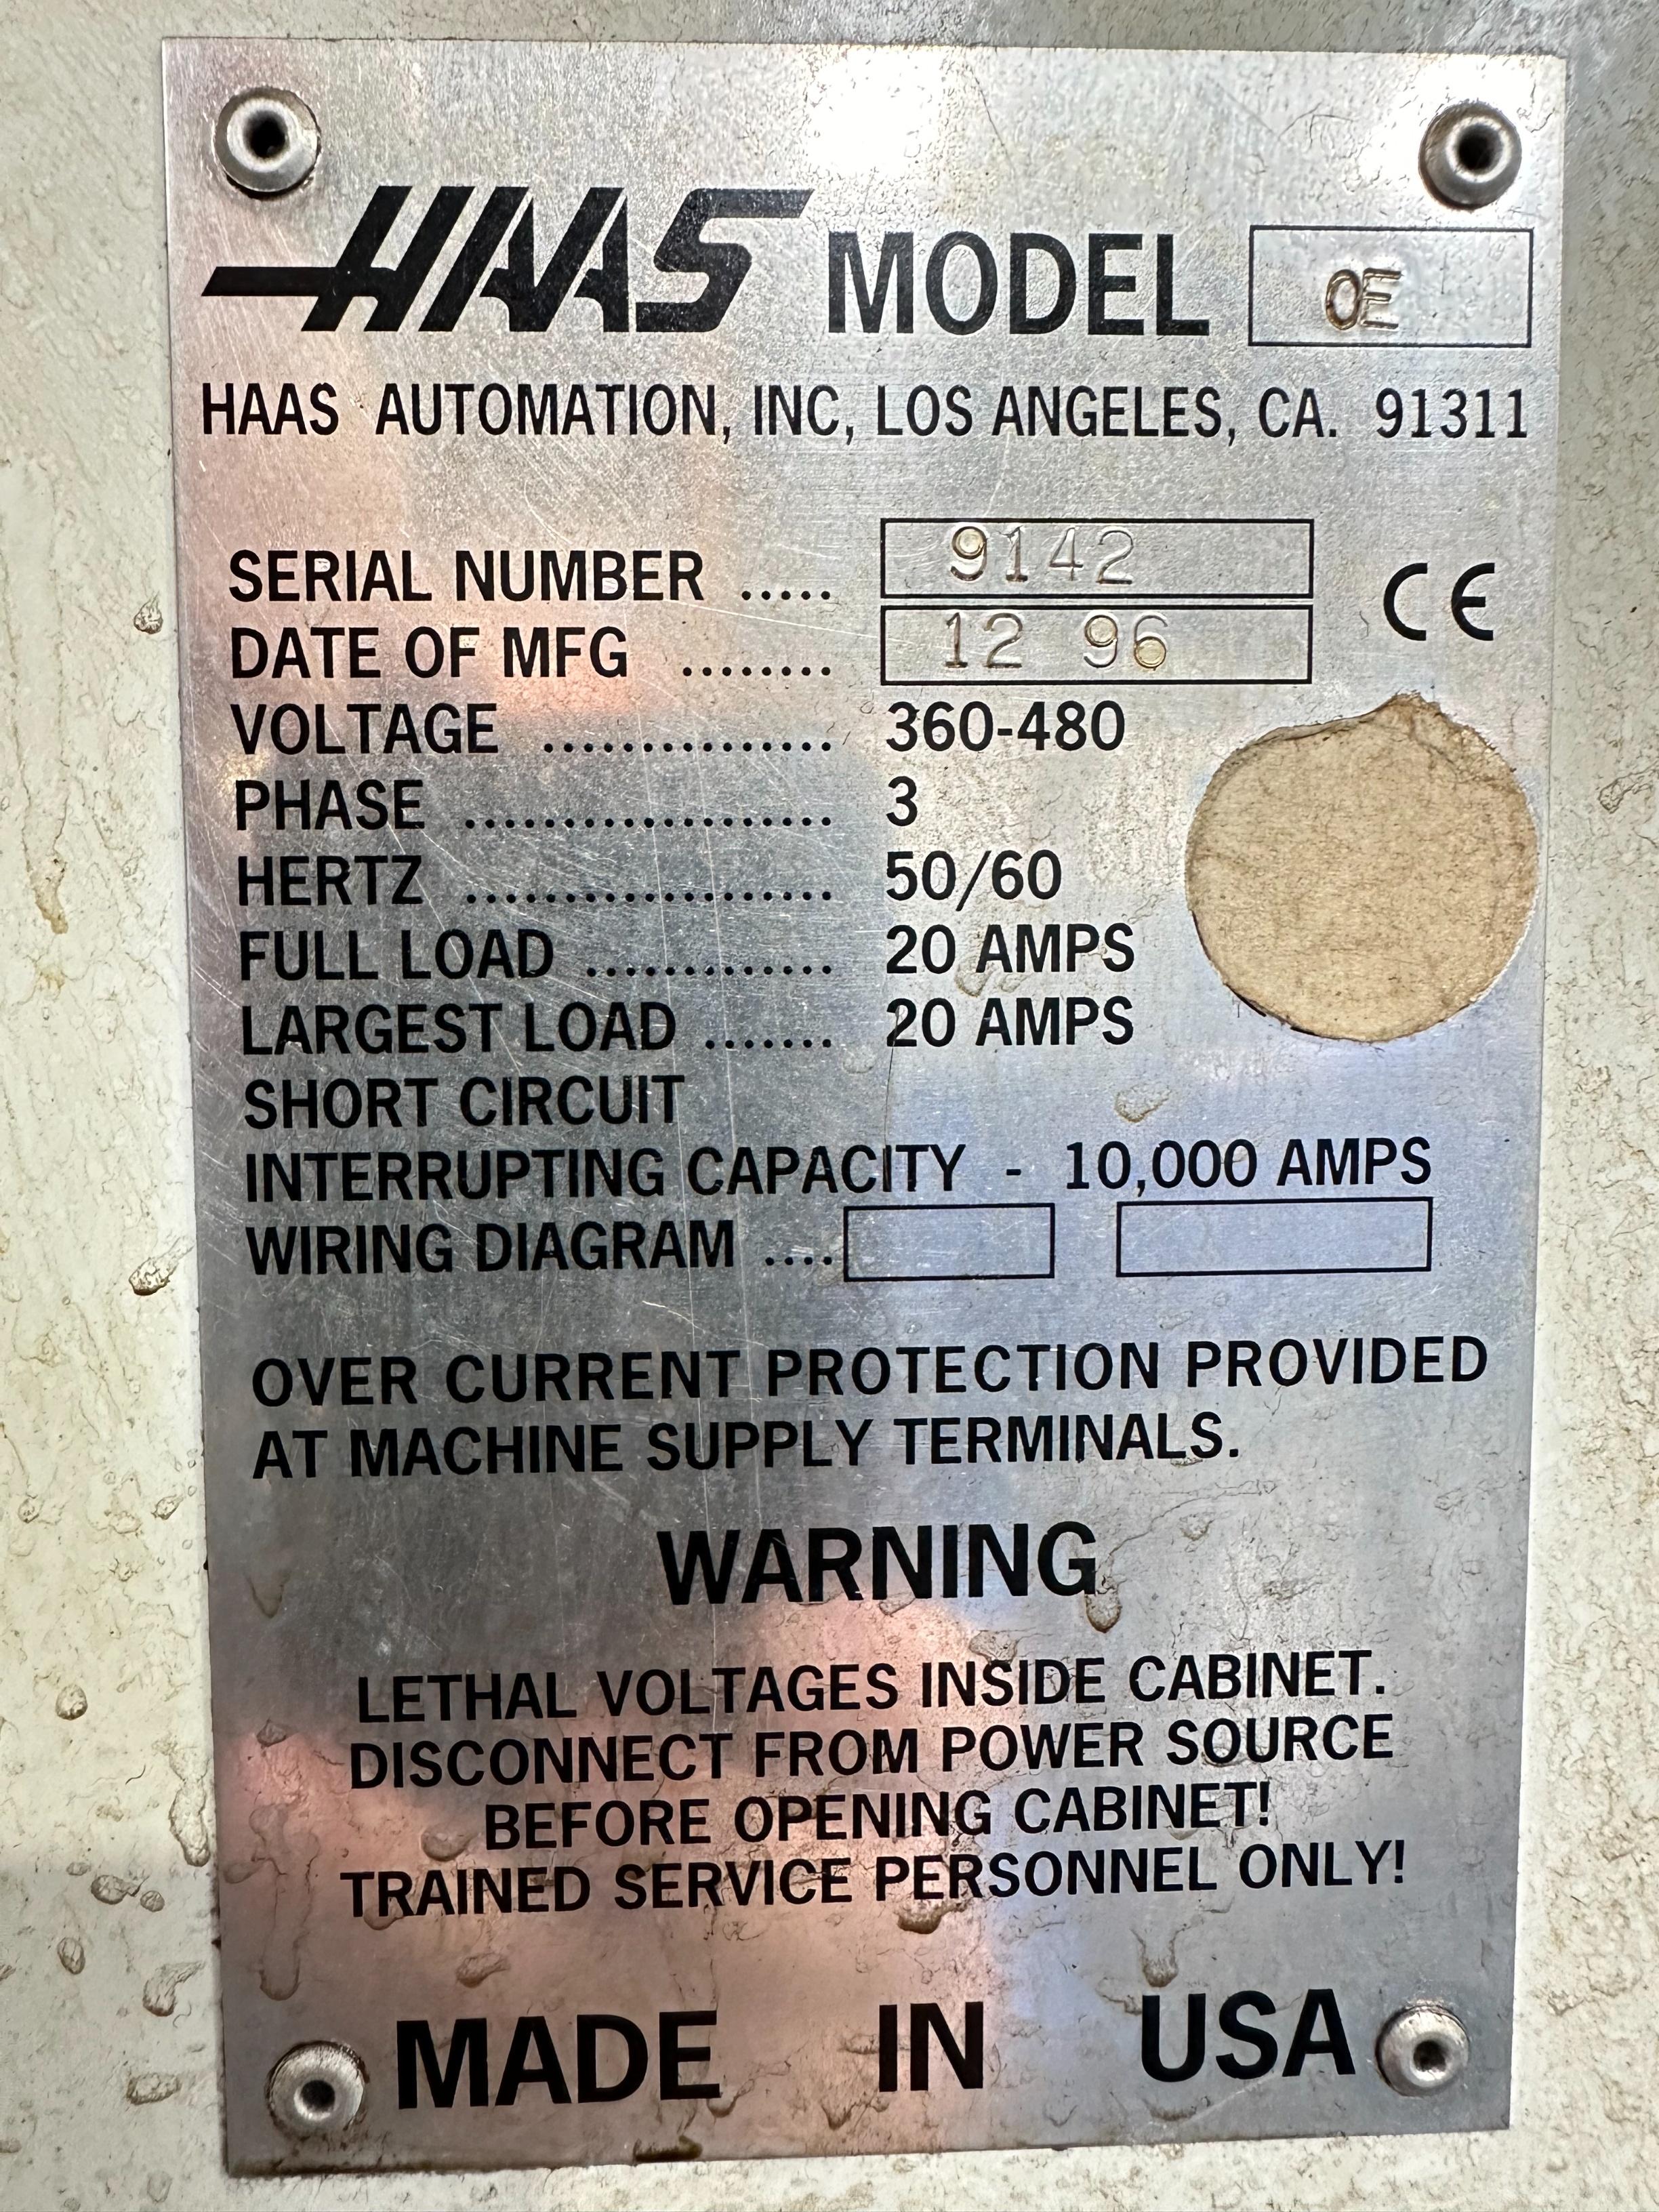 HAAS MODEL 0E
HAAS AUTOMATION, INC, LOS ANGELES, CA. 91311
SERIAL NUMBER ..... 9142
CE
DATE OF MFG ........ 12 96
VOLTAGE ............... 360-480
PHASE ................... 3
HERTZ ................... 50/60
FULL LOAD ............. 20 AMPS
LARGEST LOAD ....... 20 AMPS
SHORT CIRCUIT
INTERRUPTING CAPACITY - 10,000 AMPS
WIRING DIAGRAM ....
OVER CURRENT PROTECTION PROVIDED
AT MACHINE SUPPLY TERMINALS.
WARNING
LETHAL VOLTAGES INSIDE CABINET.
DISCONNECT FROM POWER SOURCE
BEFORE OPENING CABINET!
TRAINED SERVICE PERSONNEL ONLY!
MADE IN USA